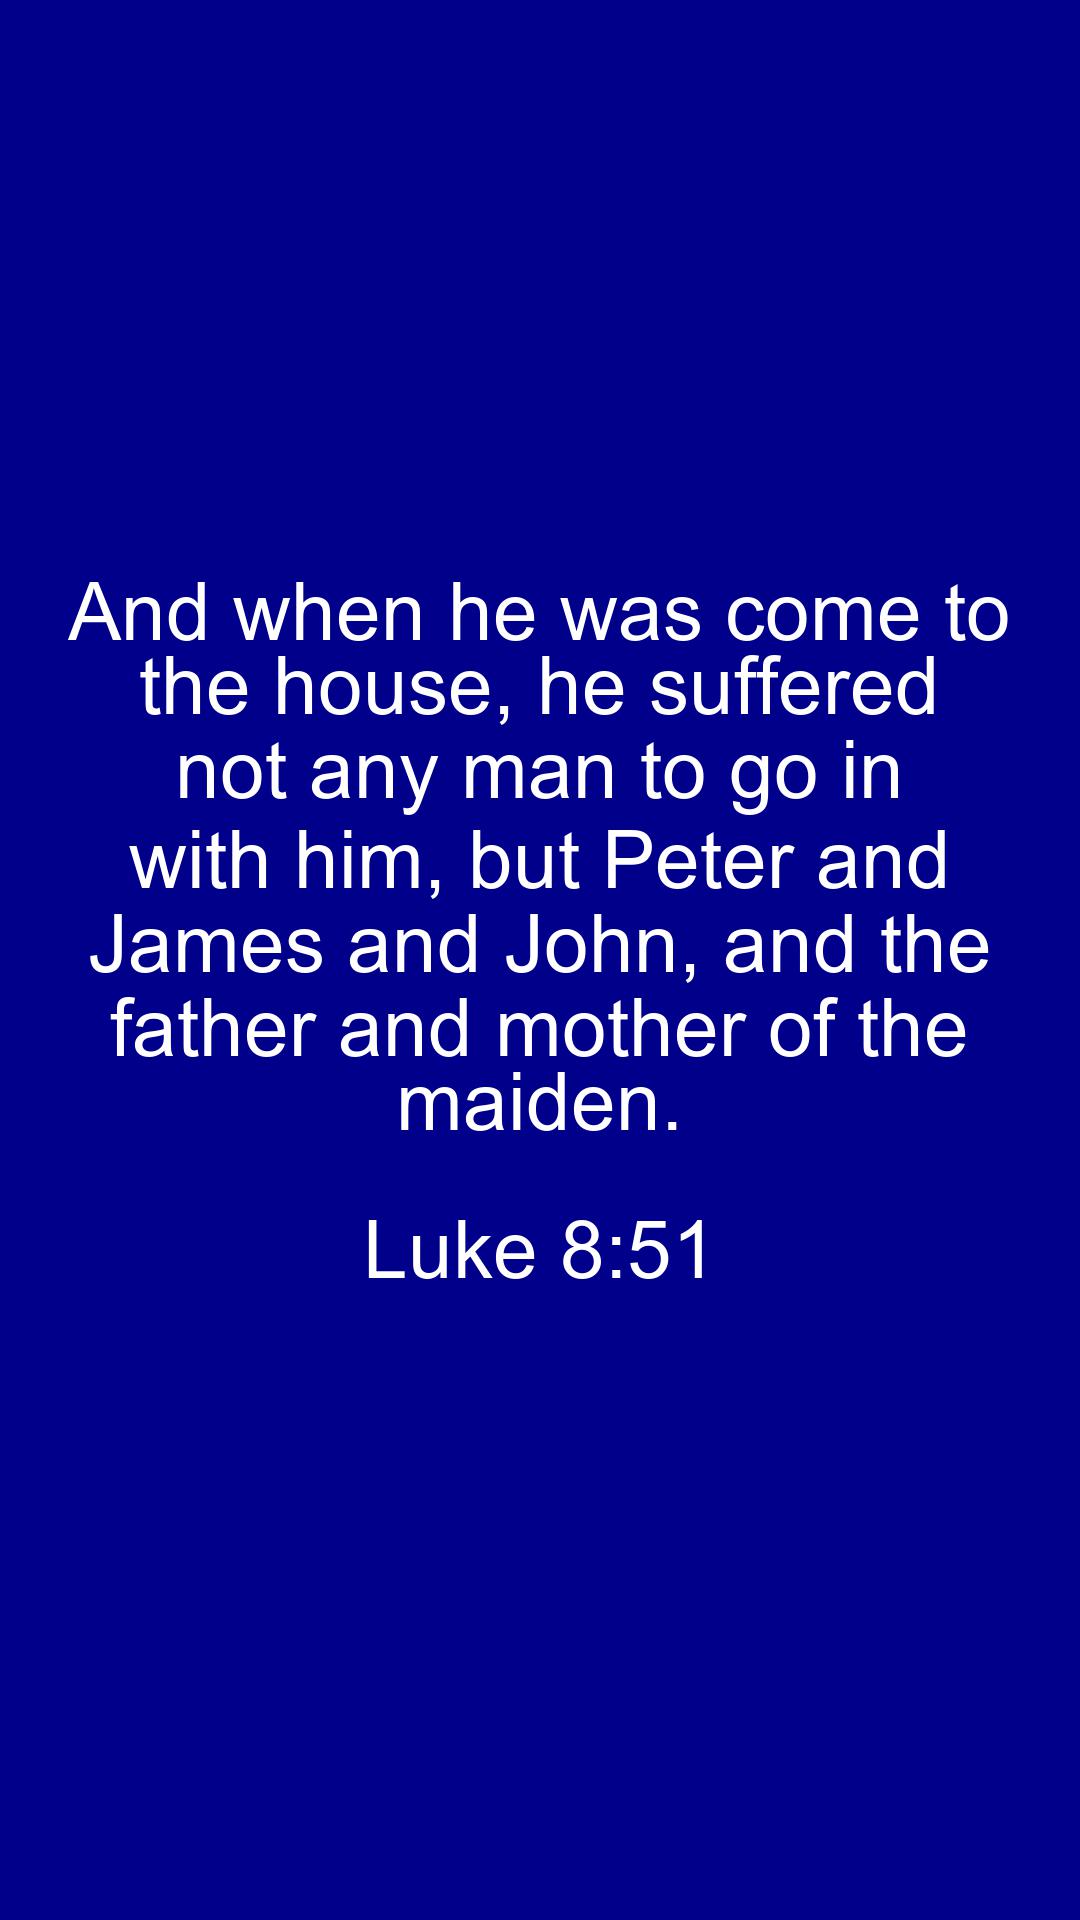 And when he was come to
the house, he suffered
not any man to go in
with him, but Peter and
James and John, and the
father and mother of the
maiden.
Luke 8:51